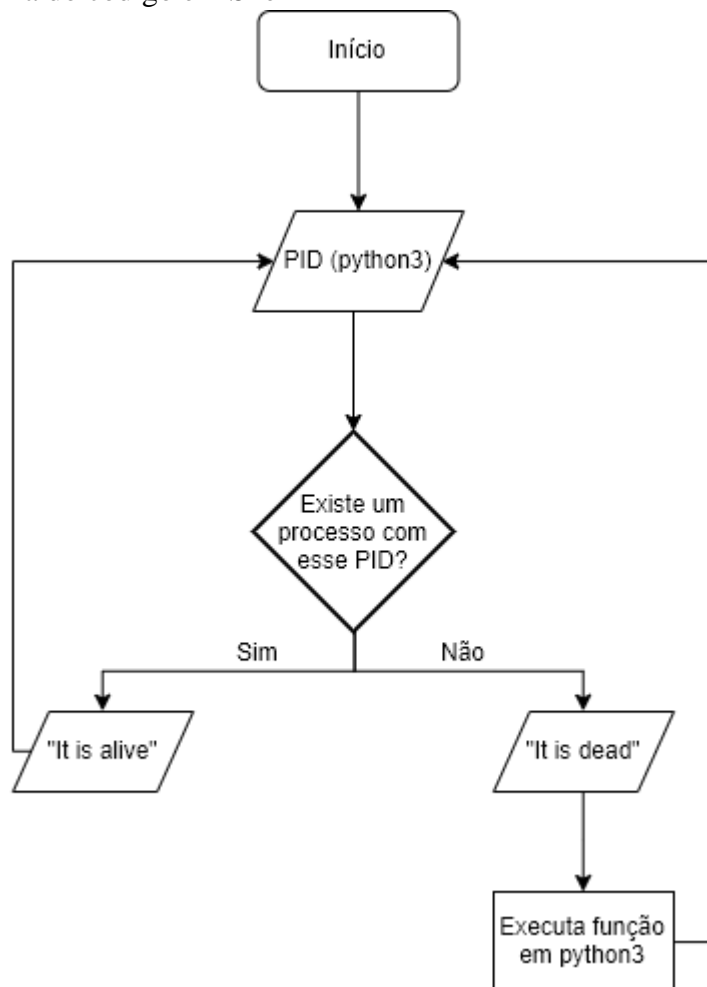 Início
PID (python3)
Existe um
processo com
esse PID?
Sim
Não
"It is alive"
"It is dead"
Executa função
em python3